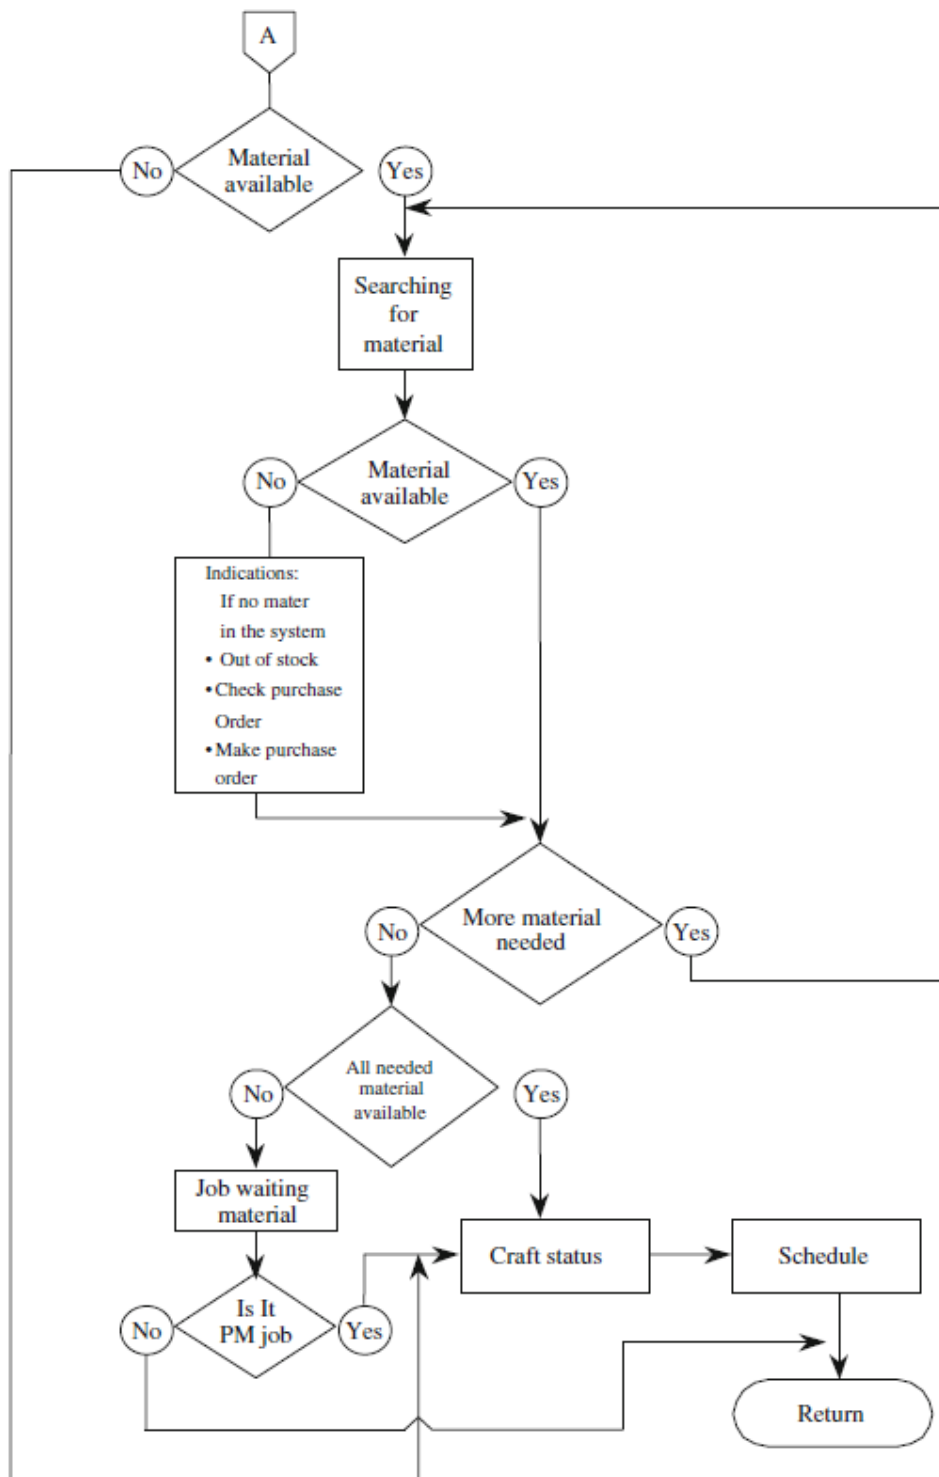 A
No
Material
available
Yes
Searching
for
material
No
Material
available
Yes
Indications:
If no mater
in the system
• Out of stock
• Check purchase
Order
• Make purchase
order
More material
needed
No
Yes
All needed
material
available
No
Yes
Job waiting
material
Craft status
Schedule
No
Is It
PM job
Yes
Return